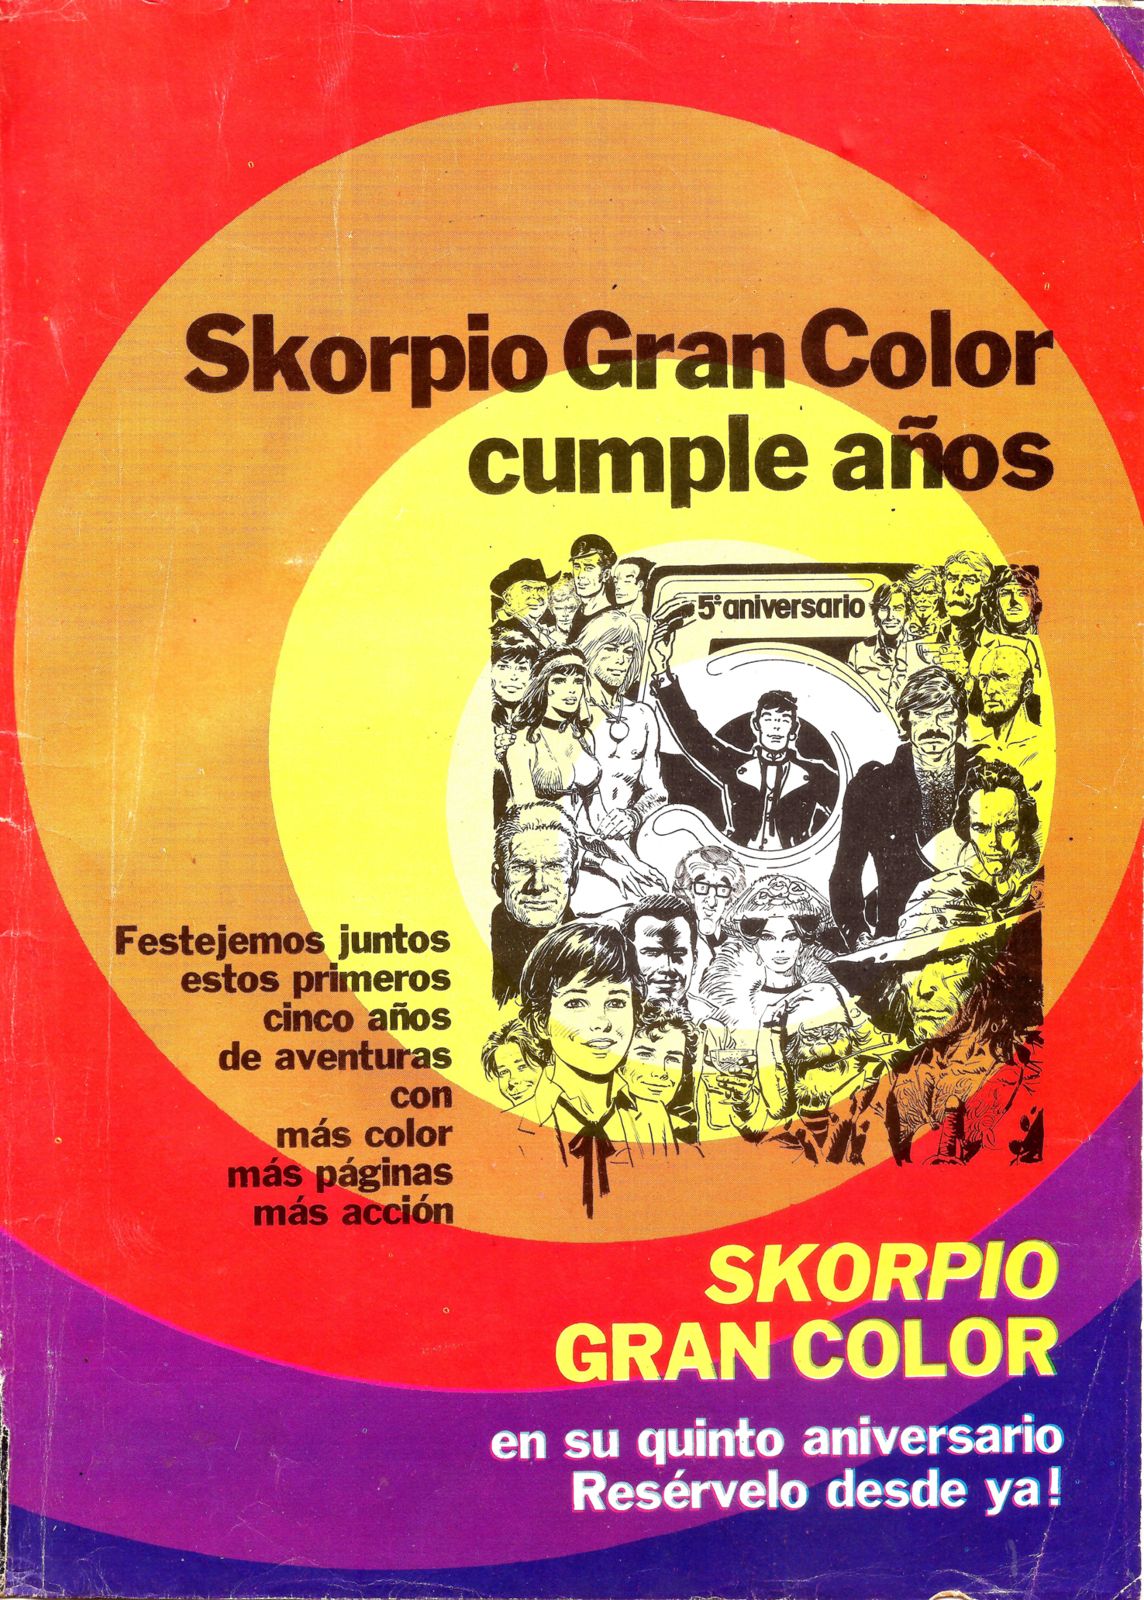 Skorpio Gran Color
cumple años
5º aniversario
Festejemos juntos
estos primeros
cinco años
de aventuras
con
más color
más páginas
más acción
SKORPIO
GRAN COLOR
en su quinto aniversario
Resérvelo desde ya!